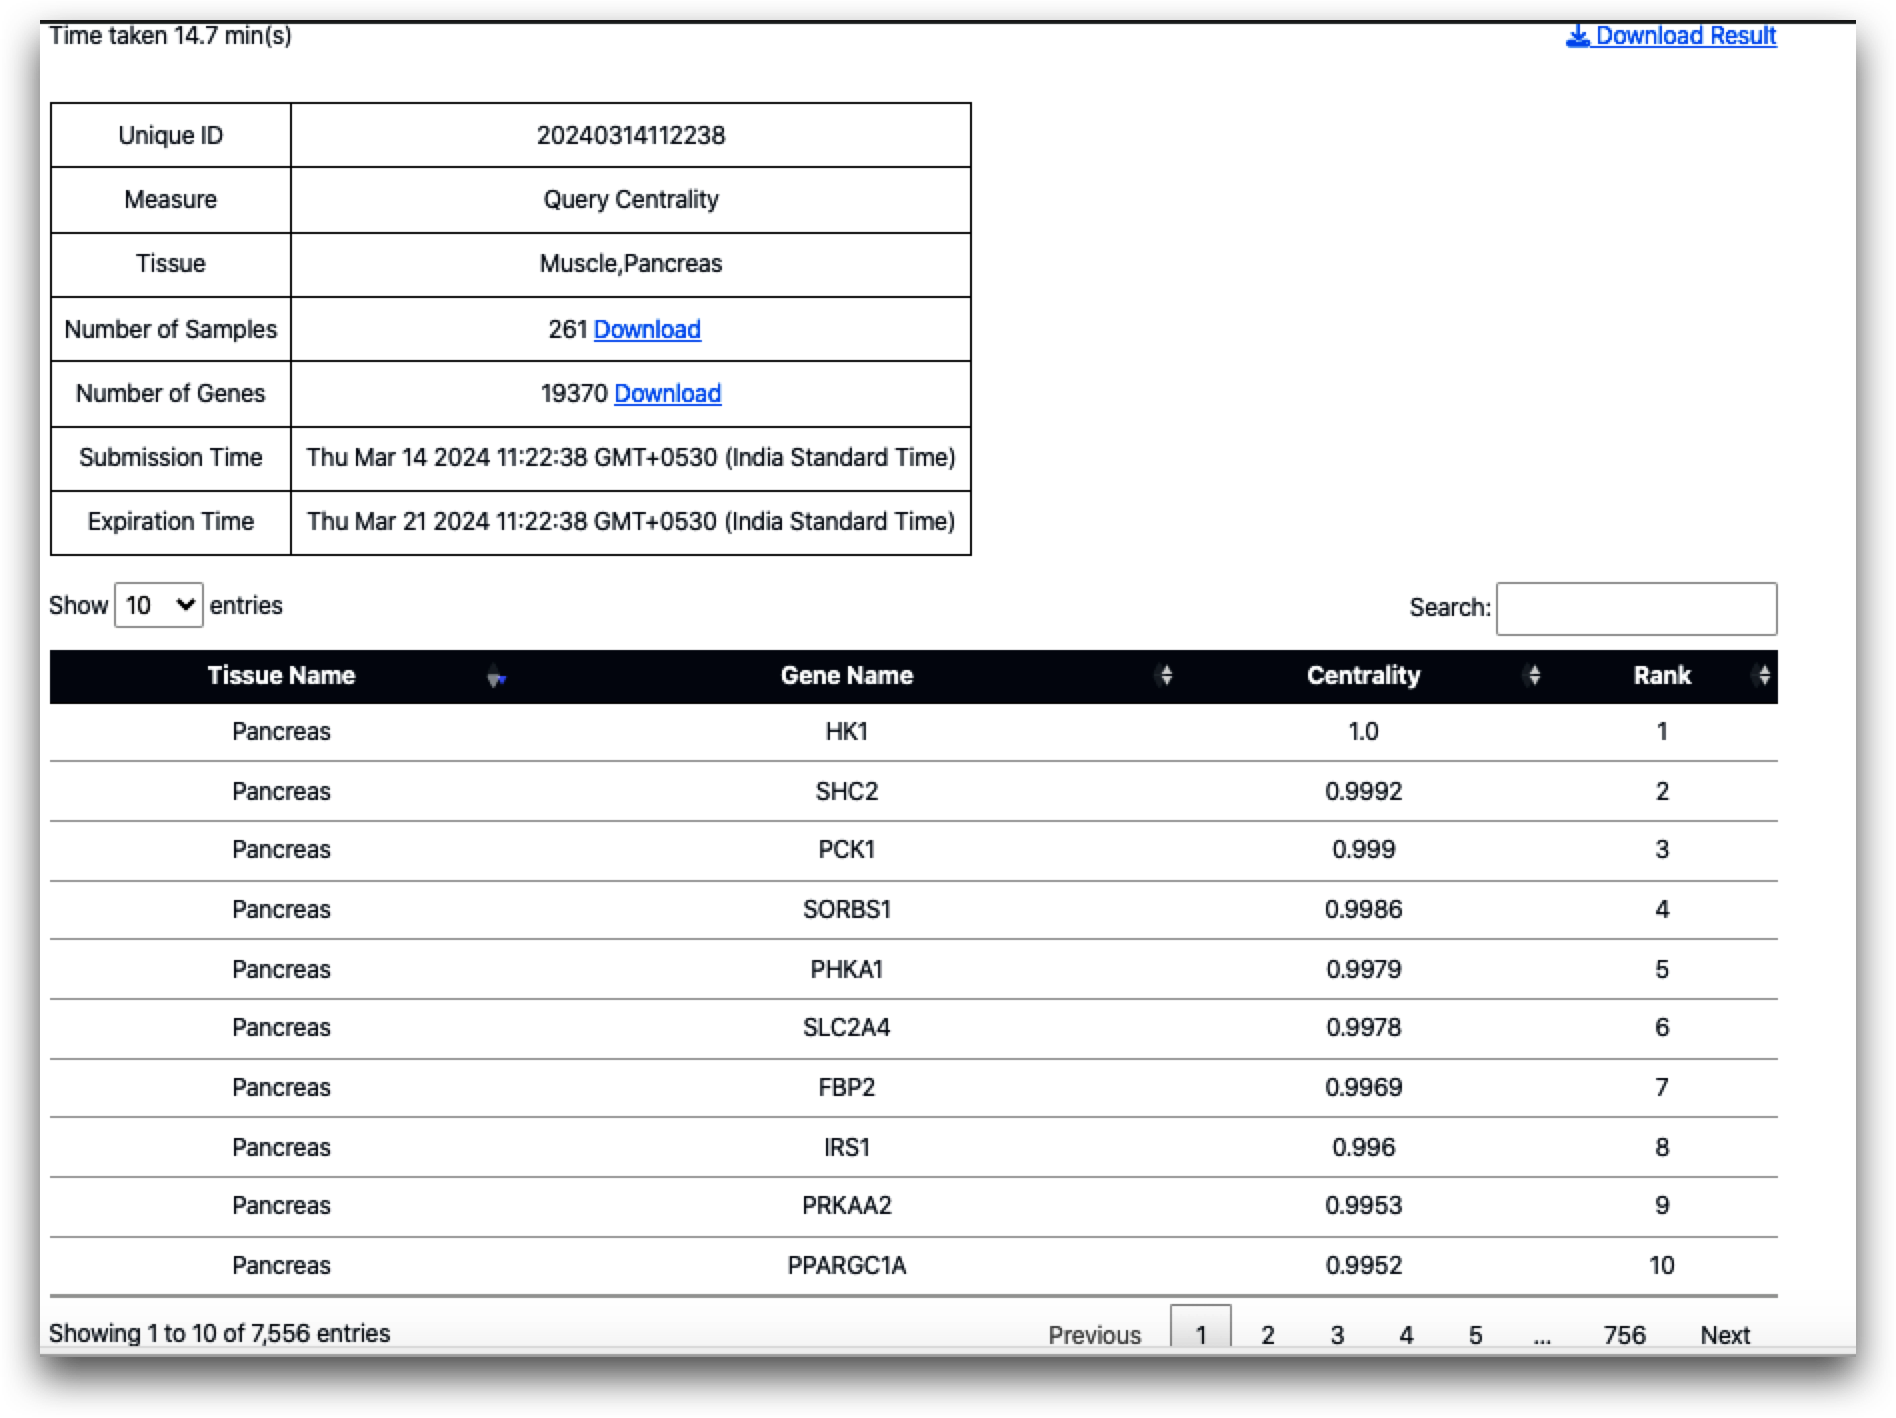 Time taken 14.7 min(s) Download Result
Unique ID 20240314112238
Measure Query Centrality
Tissue Muscle,Pancreas
Number of Samples 261 Download
Number of Genes 19370 Download
Submission Time Thu Mar 14 2024 11:22:38 GMT+0530 (India Standard Time)
Expiration Time Thu Mar 21 2024 11:22:38 GMT+0530 (India Standard Time)
Show 10 entries Search:
Tissue Name Gene Name Centrality Rank
Pancreas HK1 1.0 1
Pancreas SHC2 0.9992 2
Pancreas PCK1 0.999 3
Pancreas SORBS1 0.9986 4
Pancreas PHKA1 0.9979 5
Pancreas SLC2A4 0.9978 6
Pancreas FBP2 0.9969 7
Pancreas IRS1 0.996 8
Pancreas PRKAA2 0.9953 9
Pancreas PPARGC1A 0.9952 10
Showing 1 to 10 of 7,556 entries Previous 1 2 3 4 5 ... 756 Next